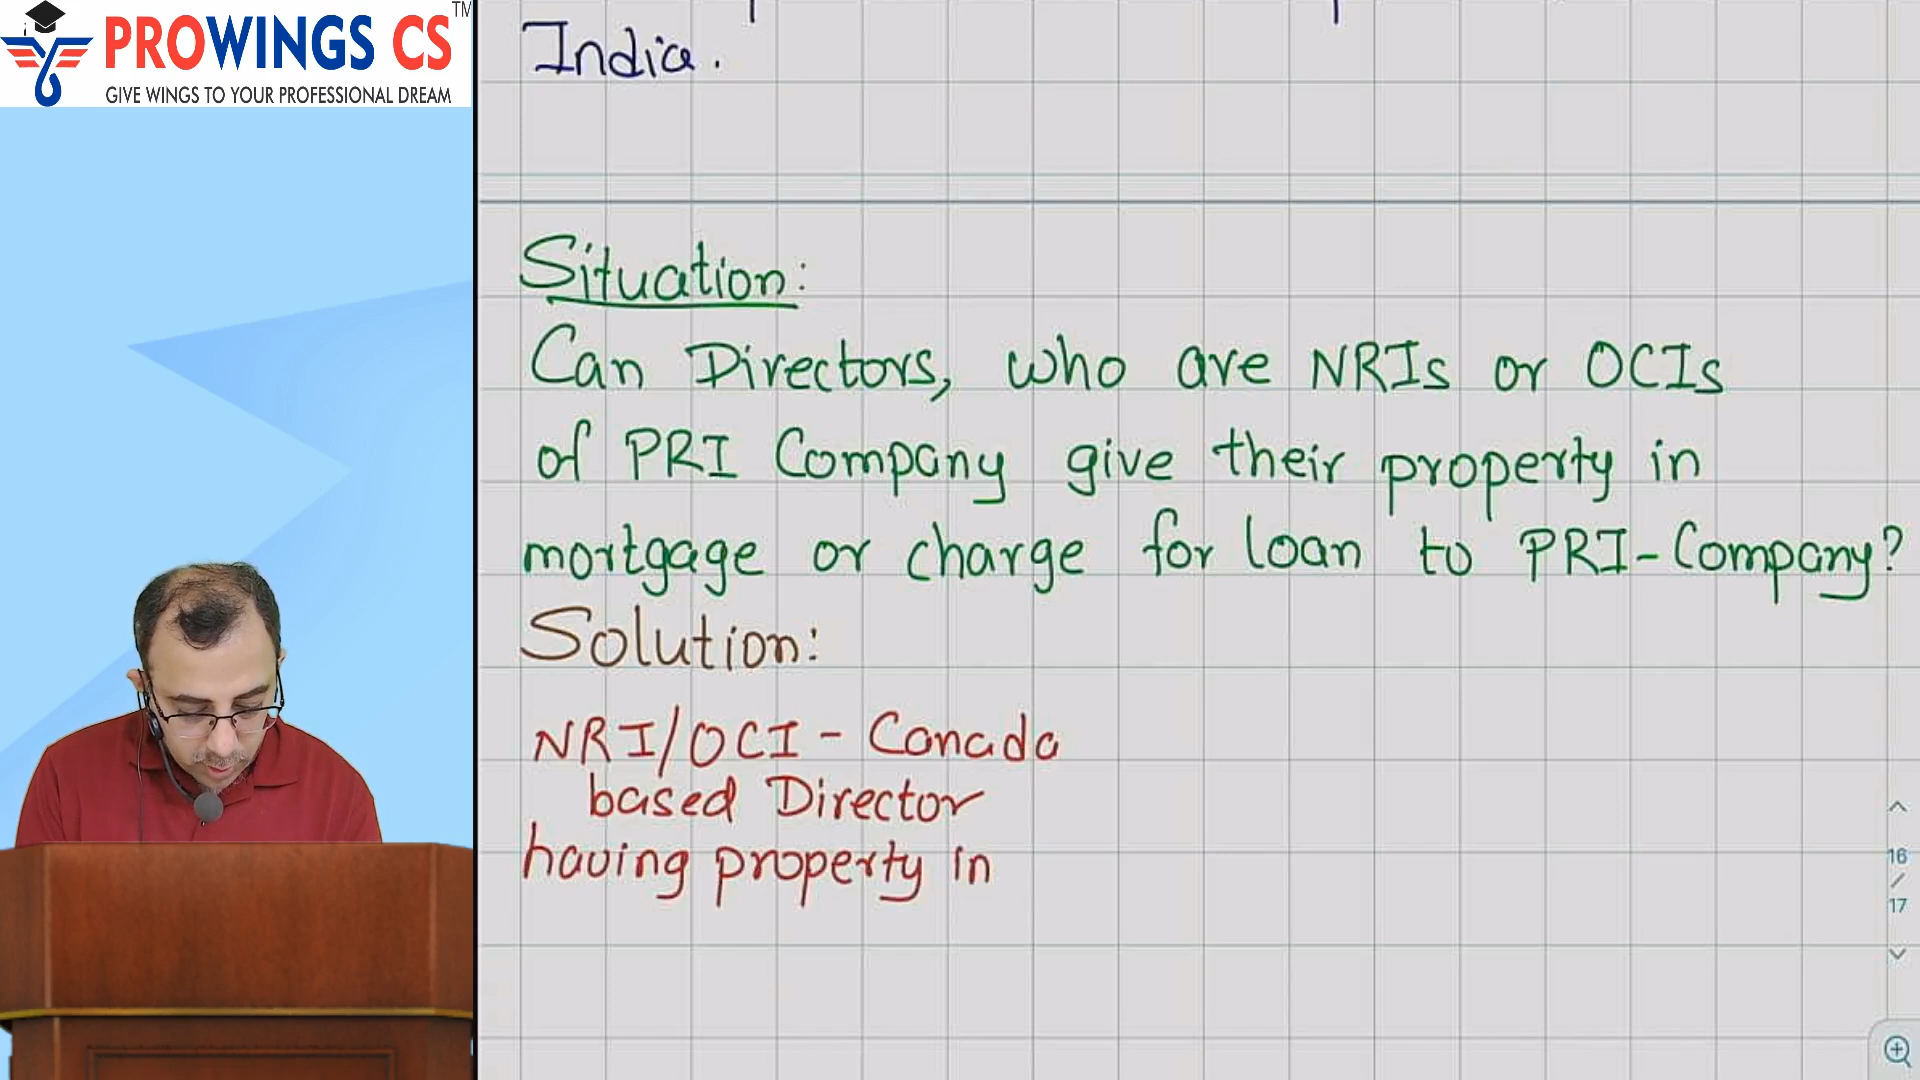 PROWINGS CS™
GIVE WINGS TO YOUR PROFESSIONAL DREAM
India.
Situation:
Can Directors, who are NRIs or OCIs
of PRI Company give their property in
mortgage or charge for loan to PRI-Company?
Solution:
NRI/OCI - Canada
based Director
having property in
16
/
17